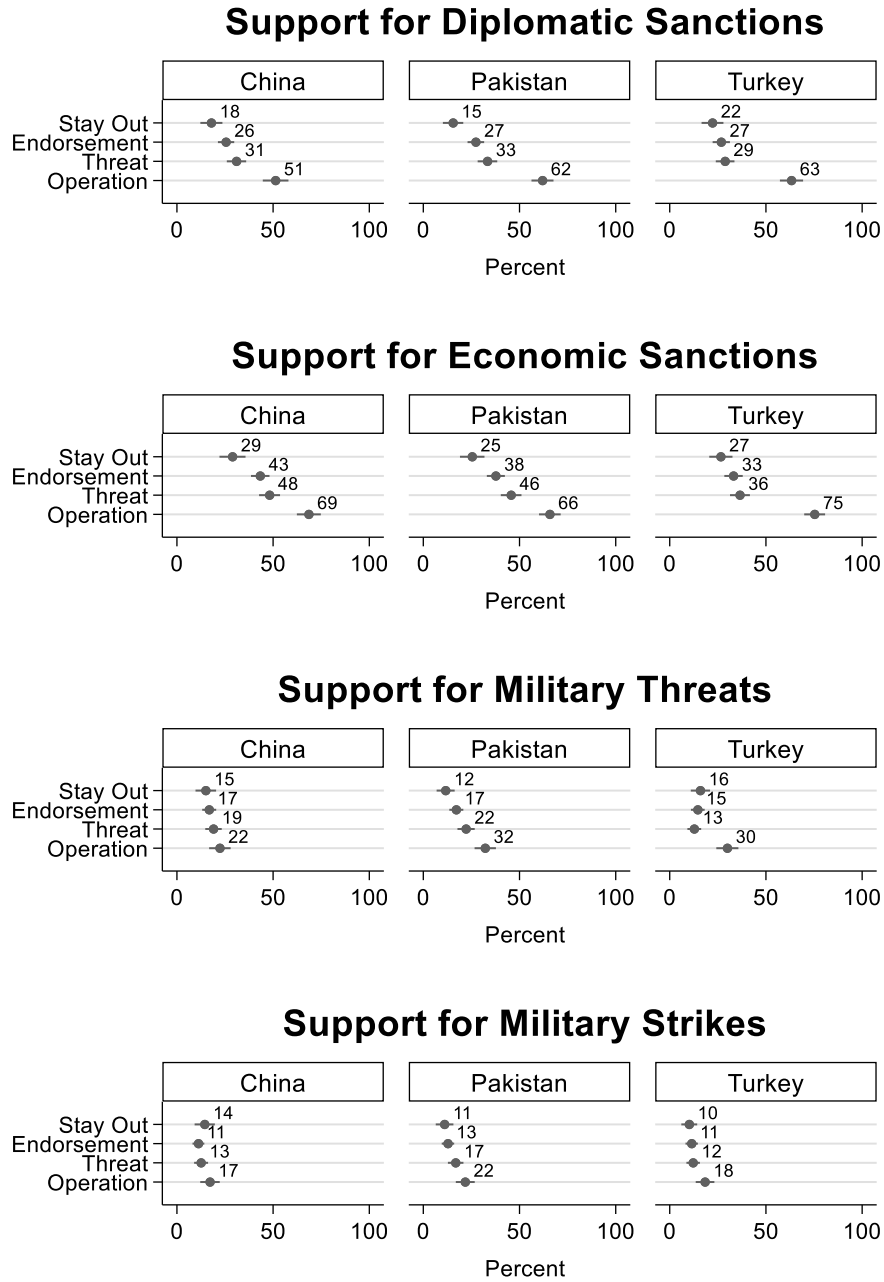 Support for Diplomatic Sanctions
China Pakistan Turkey
Stay Out 18 15 22
Endorsement 26 27 27
Threat 31 33 29
Operation 51 62 63
0 50 100 0 50 100 0 50 100
Percent
Support for Economic Sanctions
China Pakistan Turkey
Stay Out 29 25 27
Endorsement 43 38 33
Threat 48 46 36
Operation 69 66 75
0 50 100 0 50 100 0 50 100
Percent
Support for Military Threats
China Pakistan Turkey
Stay Out 15 12 16
Endorsement 17 17 15
Threat 19 22 13
Operation 22 32 30
0 50 100 0 50 100 0 50 100
Percent
Support for Military Strikes
China Pakistan Turkey
Stay Out 14 11 10
Endorsement 11 13 11
Threat 13 17 12
Operation 17 22 18
0 50 100 0 50 100 0 50 100
Percent